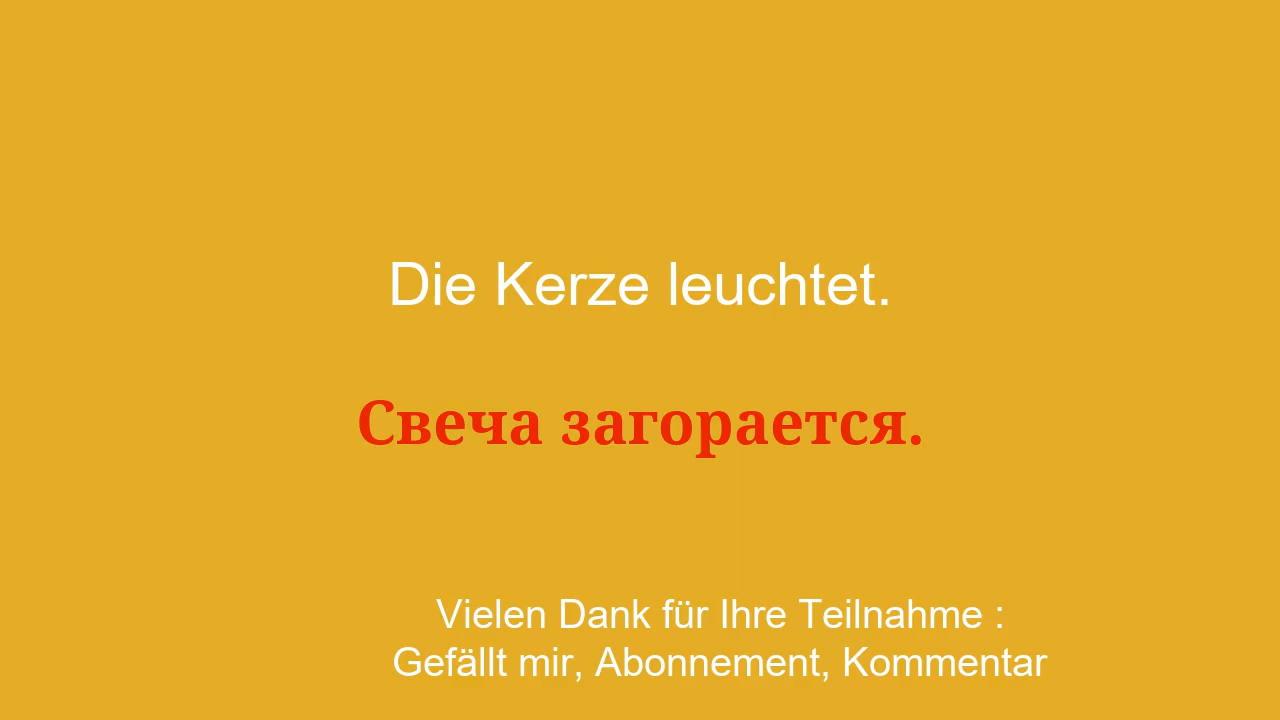 Die Kerze leuchtet.
Свеча загорается.
Vielen Dank für Ihre Teilnahme :
Gefällt mir, Abonnement, Kommentar